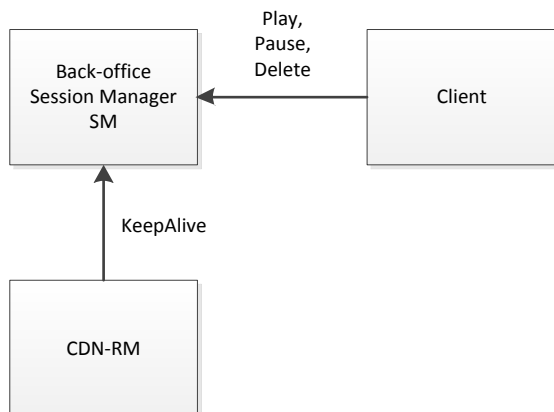 Play,
Pause,
Delete
Back-office
Session Manager
SM
Client
KeepAlive
CDN-RM